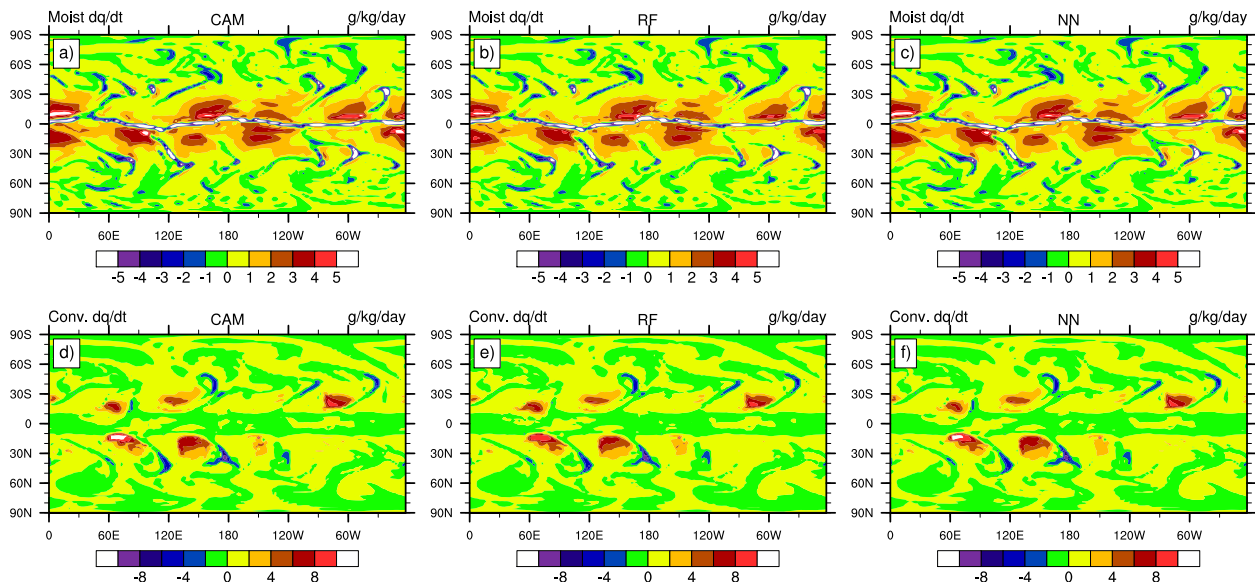 Moist dq/dt CAM g/kg/day
a)
90S
60S
30S
0
30N
60N
90N
0 60E 120E 180 120W 60W
-5 -4 -3 -2 -1 0 1 2 3 4 5
Moist dq/dt RF g/kg/day
b)
90S
60S
30S
0
30N
60N
90N
0 60E 120E 180 120W 60W
-5 -4 -3 -2 -1 0 1 2 3 4 5
Moist dq/dt NN g/kg/day
c)
90S
60S
30S
0
30N
60N
90N
0 60E 120E 180 120W 60W
-5 -4 -3 -2 -1 0 1 2 3 4 5
Conv. dq/dt CAM g/kg/day
d)
90S
60S
30S
0
30N
60N
90N
0 60E 120E 180 120W 60W
-8 -4 0 4 8
Conv. dq/dt RF g/kg/day
e)
90S
60S
30S
0
30N
60N
90N
0 60E 120E 180 120W 60W
-8 -4 0 4 8
Conv. dq/dt NN g/kg/day
f)
90S
60S
30S
0
30N
60N
90N
0 60E 120E 180 120W 60W
-8 -4 0 4 8